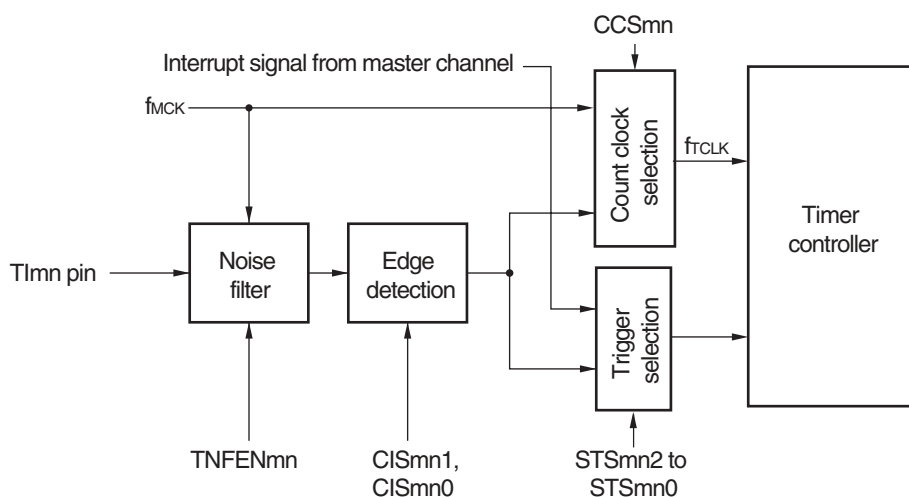 CCSmn
Interrupt signal from master channel
fMCK
Count clock
selection
fTCLK
Timer
controller
TImn pin
Noise
filter
Edge
detection
Trigger
selection
TNFENmn
CISmn1,
CISmn0
STSmn2 to
STSmn0